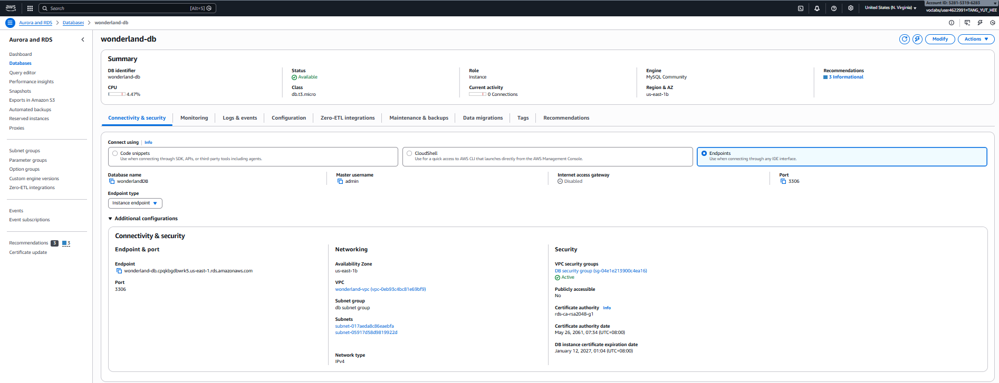 aws
Search
[Alt+S]
United States (N. Virginia)
Account ID: 5281-5319-6283
voclabs/user4622991=TANG_YUT_HEE
Aurora and RDS > Databases > wonderland-db
Aurora and RDS
Dashboard
Databases
Query editor
Performance insights
Snapshots
Exports in Amazon S3
Automated backups
Reserved instances
Proxies
Subnet groups
Parameter groups
Option groups
Custom engine versions
Zero-ETL integrations
Events
Event subscriptions
Recommendations 3 3
Certificate update
wonderland-db
Modify
Actions
Summary
DB identifier
wonderland-db
CPU
4.47%
Status
Available
Class
db.t3.micro
Role
Instance
Current activity
0 Connections
Engine
MySQL Community
Region & AZ
us-east-1b
Recommendations
3 Informational
Connectivity & security
Monitoring
Logs & events
Configuration
Zero-ETL integrations
Maintenance & backups
Data migrations
Tags
Recommendations
Connect using Info
Code snippets
Use when connecting through SDK, APIs, or third-party tools including agents.
CloudShell
Use for a quick access to AWS CLI that launches directly from the AWS Management Console.
Endpoints
Use when connecting through any IDE interface.
Database name
wonderlandDB
Master username
admin
Internet access gateway
Disabled
Port
3306
Endpoint type
Instance endpoint
Additional configurations
Connectivity & security
Endpoint & port
Endpoint
wonderland-db.cpqkbgdbwrk5.us-east-1.rds.amazonaws.com
Port
3306
Networking
Availability Zone
us-east-1b
VPC
wonderland-vpc (vpc-0eb93c4bc81e69bf9)
Subnet group
db subnet group
Subnets
subnet-017aeda8c86eaebfa
subnet-05917d58d9819922d
Network type
IPv4
Security
VPC security groups
DB security group (sg-04e1e213900c4ea16)
Active
Publicly accessible
No
Certificate authority Info
rds-ca-rsa2048-g1
Certificate authority date
May 26, 2061, 07:34 (UTC+08:00)
DB instance certificate expiration date
January 12, 2027, 01:04 (UTC+08:00)